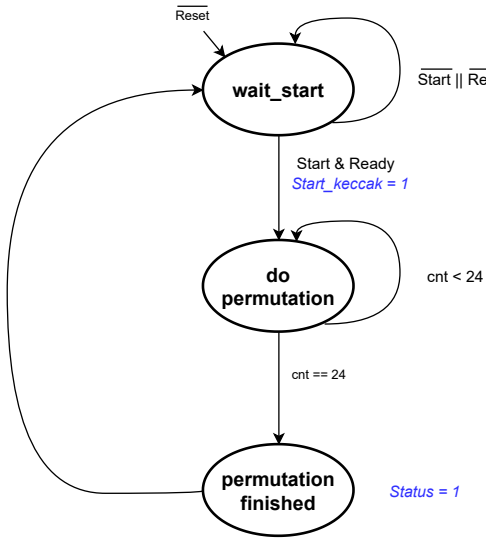 Reset
wait_start
Start || Re
Start & Ready
Start_keccak = 1
do
permutation
cnt < 24
cnt == 24
permutation
finished
Status = 1